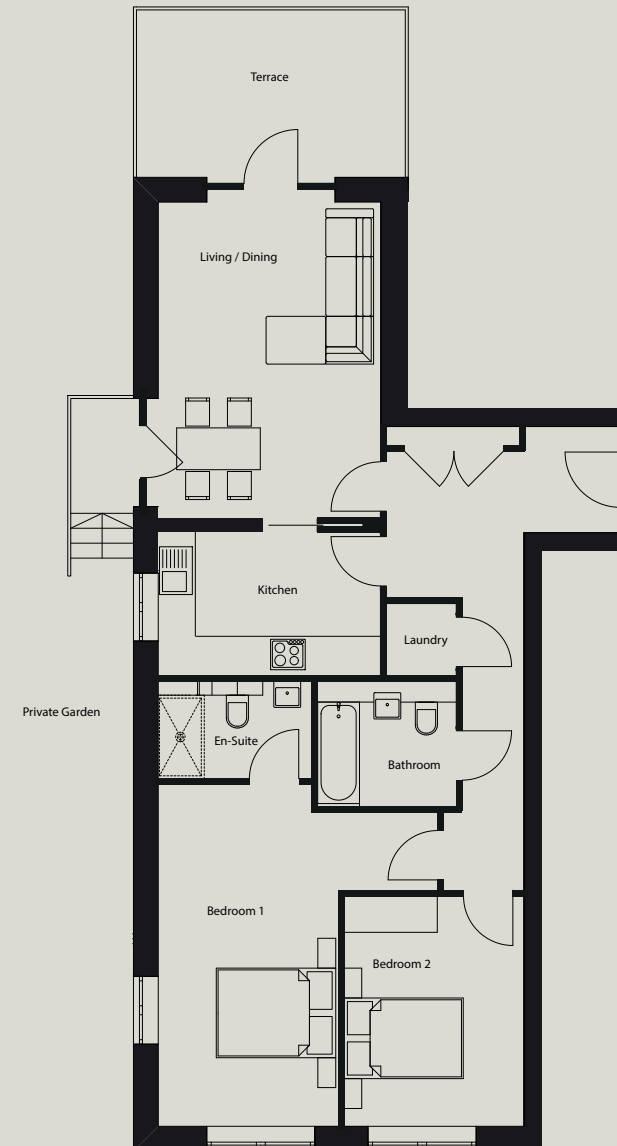 Terrace
Living / Dining
Kitchen
Laundry
Private Garden
En-Suite
Bathroom
Bedroom 1
Bedroom 2